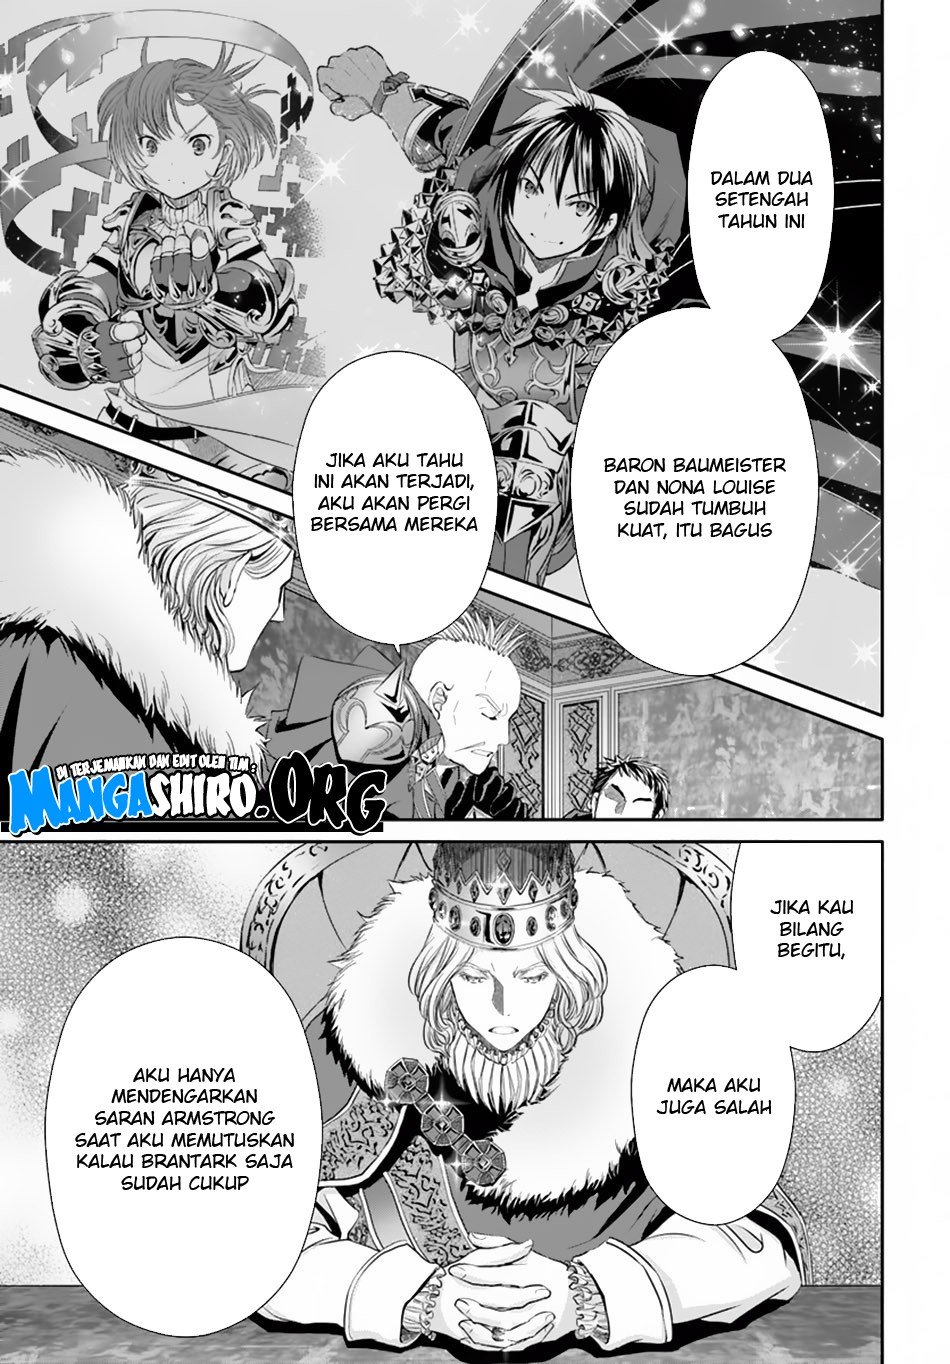 DALAM DUA
SETENGAH
TAHUN INI
BARON BAUMEISTER
DAN NONA LOUISE
SUDAH TUMBUH
KUAT, ITU BAGUS
JIKA AKU TAHU
INI AKAN TERJADI,
AKU AKAN PERGI
BERSAMA MEREKA
DI TERJEMAHKAN DAN EDIT OLEH TIM :
MANGASHIRO.ORG
JIKA KAU
BILANG
BEGITU,
MAKA AKU
JUGA SALAH
AKU HANYA
MENDENGARKAN
SARAN ARMSTRONG
SAAT AKU MEMUTUSKAN
KALAU BRANTARK SAJA
SUDAH CUKUP